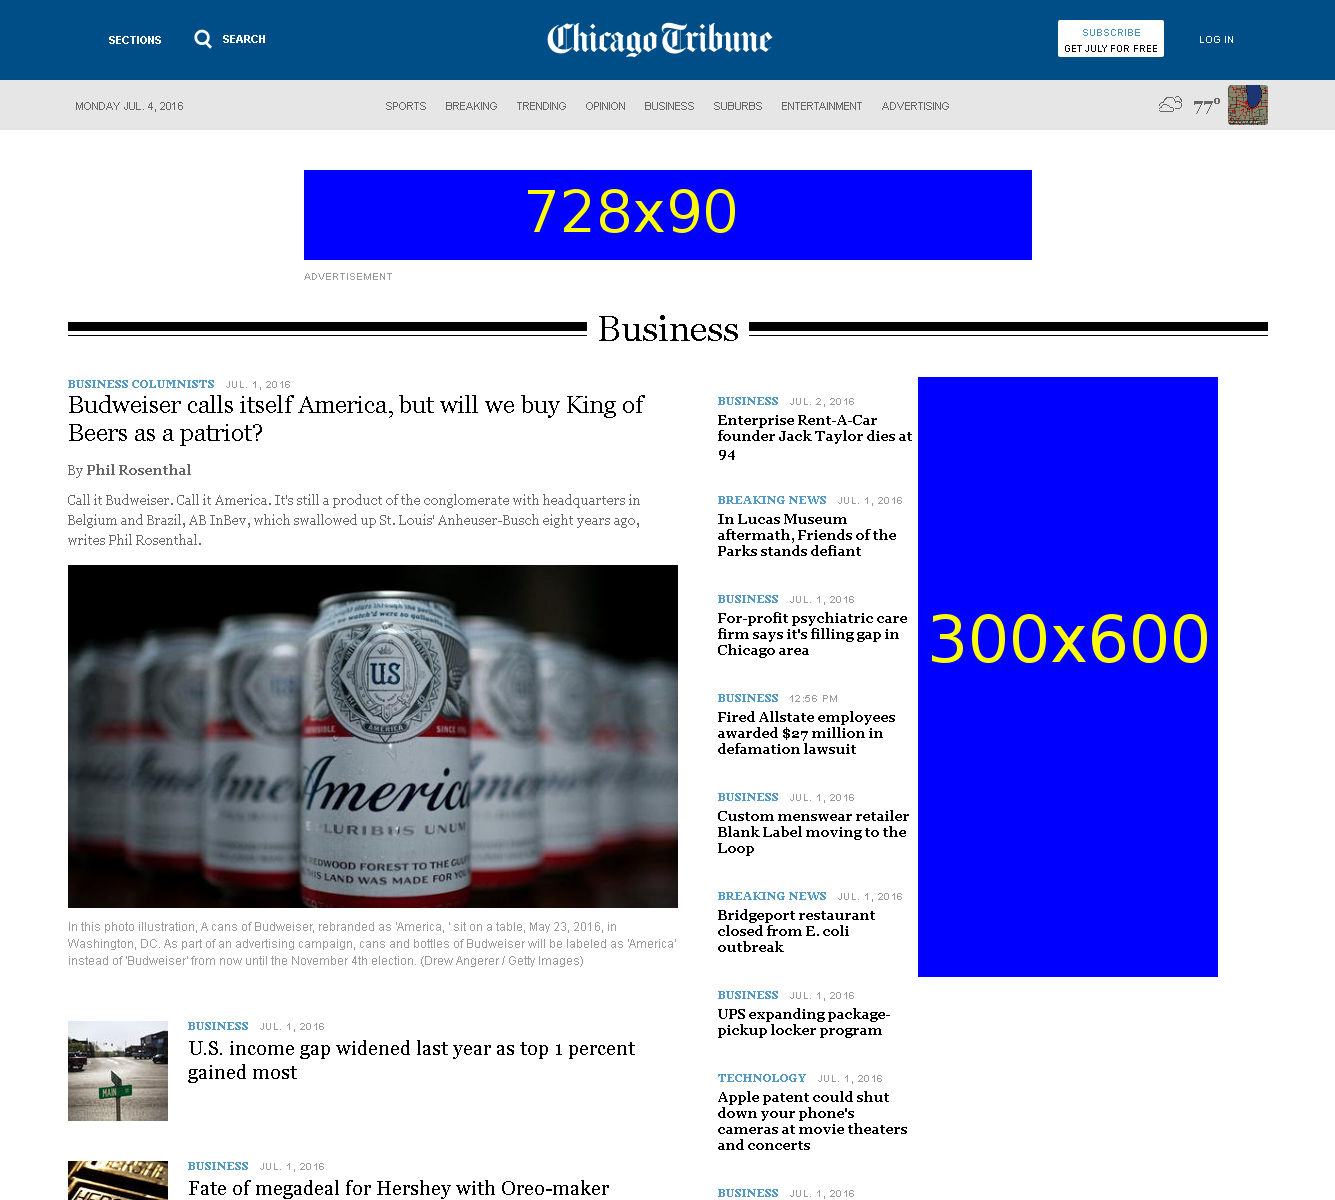 SECTIONS
SEARCH
Chicago Tribune
SUBSCRIBE
GET JULY FOR FREE
LOG IN
MONDAY JUL. 4, 2016
SPORTS BREAKING TRENDING OPINION BUSINESS SUBURBS ENTERTAINMENT ADVERTISING
77°
728x90
ADVERTISEMENT
Business
BUSINESS COLUMNISTS JUL. 1, 2016
Budweiser calls itself America, but will we buy King of
Beers as a patriot?
By Phil Rosenthal
Call it Budweiser. Call it America. It's still a product of the conglomerate with headquarters in
Belgium and Brazil, AB InBev, which swallowed up St. Louis' Anheuser-Busch eight years ago,
writes Phil Rosenthal.
US
AMERICA
SINCE
America
PLURIBUS UNUM
REDWOOD FOREST TO THE GULF
THIS LAND WAS MADE FOR YOU
In this photo illustration, A cans of Budweiser, rebranded as 'America, ' sit on a table, May 23, 2016, in
Washington, DC. As part of an advertising campaign, cans and bottles of Budweiser will be labeled as 'America'
instead of 'Budweiser' from now until the November 4th election. (Drew Angerer / Getty Images)
MAIN
BUSINESS JUL. 1, 2016
U.S. income gap widened last year as top 1 percent
gained most
BUSINESS JUL. 1, 2016
Fate of megadeal for Hershey with Oreo-maker
BUSINESS JUL. 2, 2016
Enterprise Rent-A-Car
founder Jack Taylor dies at
94
BREAKING NEWS JUL. 1, 2016
In Lucas Museum
aftermath, Friends of the
Parks stands defiant
BUSINESS JUL. 1, 2016
For-profit psychiatric care
firm says it's filling gap in
Chicago area
BUSINESS 12:56 PM
Fired Allstate employees
awarded $27 million in
defamation lawsuit
BUSINESS JUL. 1, 2016
Custom menswear retailer
Blank Label moving to the
Loop
BREAKING NEWS JUL. 1, 2016
Bridgeport restaurant
closed from E. coli
outbreak
BUSINESS JUL. 1, 2016
UPS expanding package-
pickup locker program
TECHNOLOGY JUL. 1, 2016
Apple patent could shut
down your phone's
cameras at movie theaters
and concerts
BUSINESS JUL. 1, 2016
300x600